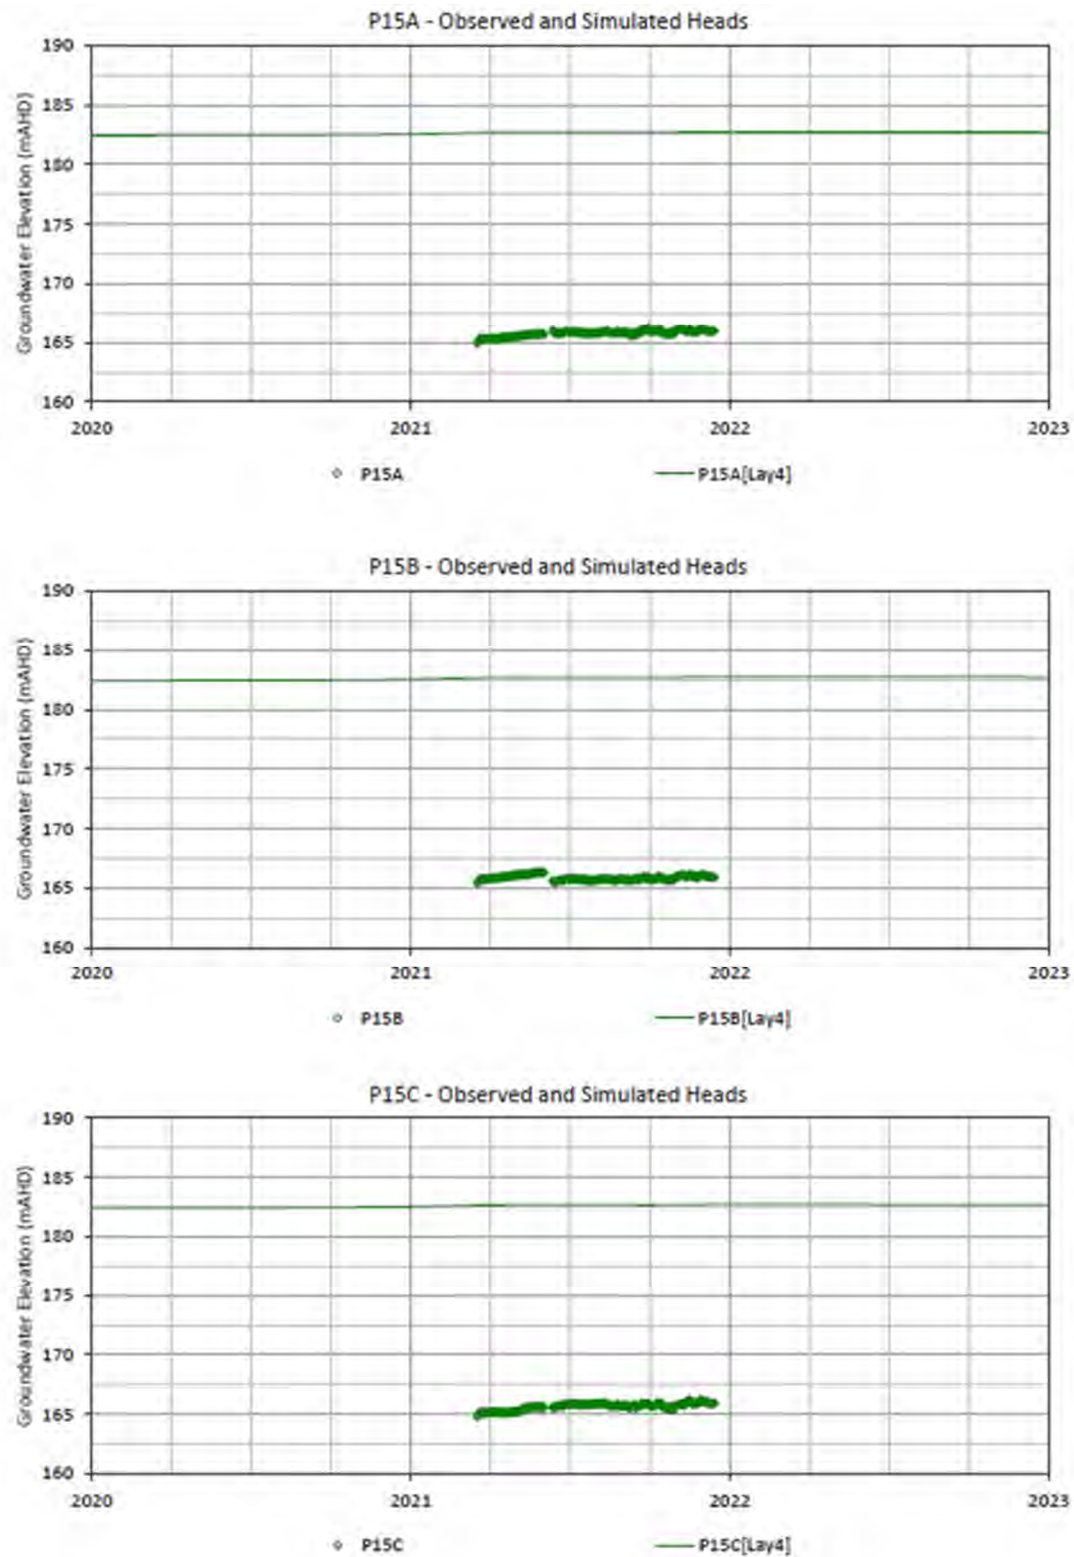 P15A - Observed and Simulated Heads
Groundwater Elevation (mAHD)
190
185
180
175
170
165
160
2020 2021 2022 2023
P15A P15A[Lay4]
P15B - Observed and Simulated Heads
Groundwater Elevation (mAHD)
190
185
180
175
170
165
160
2020 2021 2022 2023
P15B P15B[Lay4]
P15C - Observed and Simulated Heads
Groundwater Elevation (mAHD)
190
185
180
175
170
165
160
2020 2021 2022 2023
P15C P15C[Lay4]